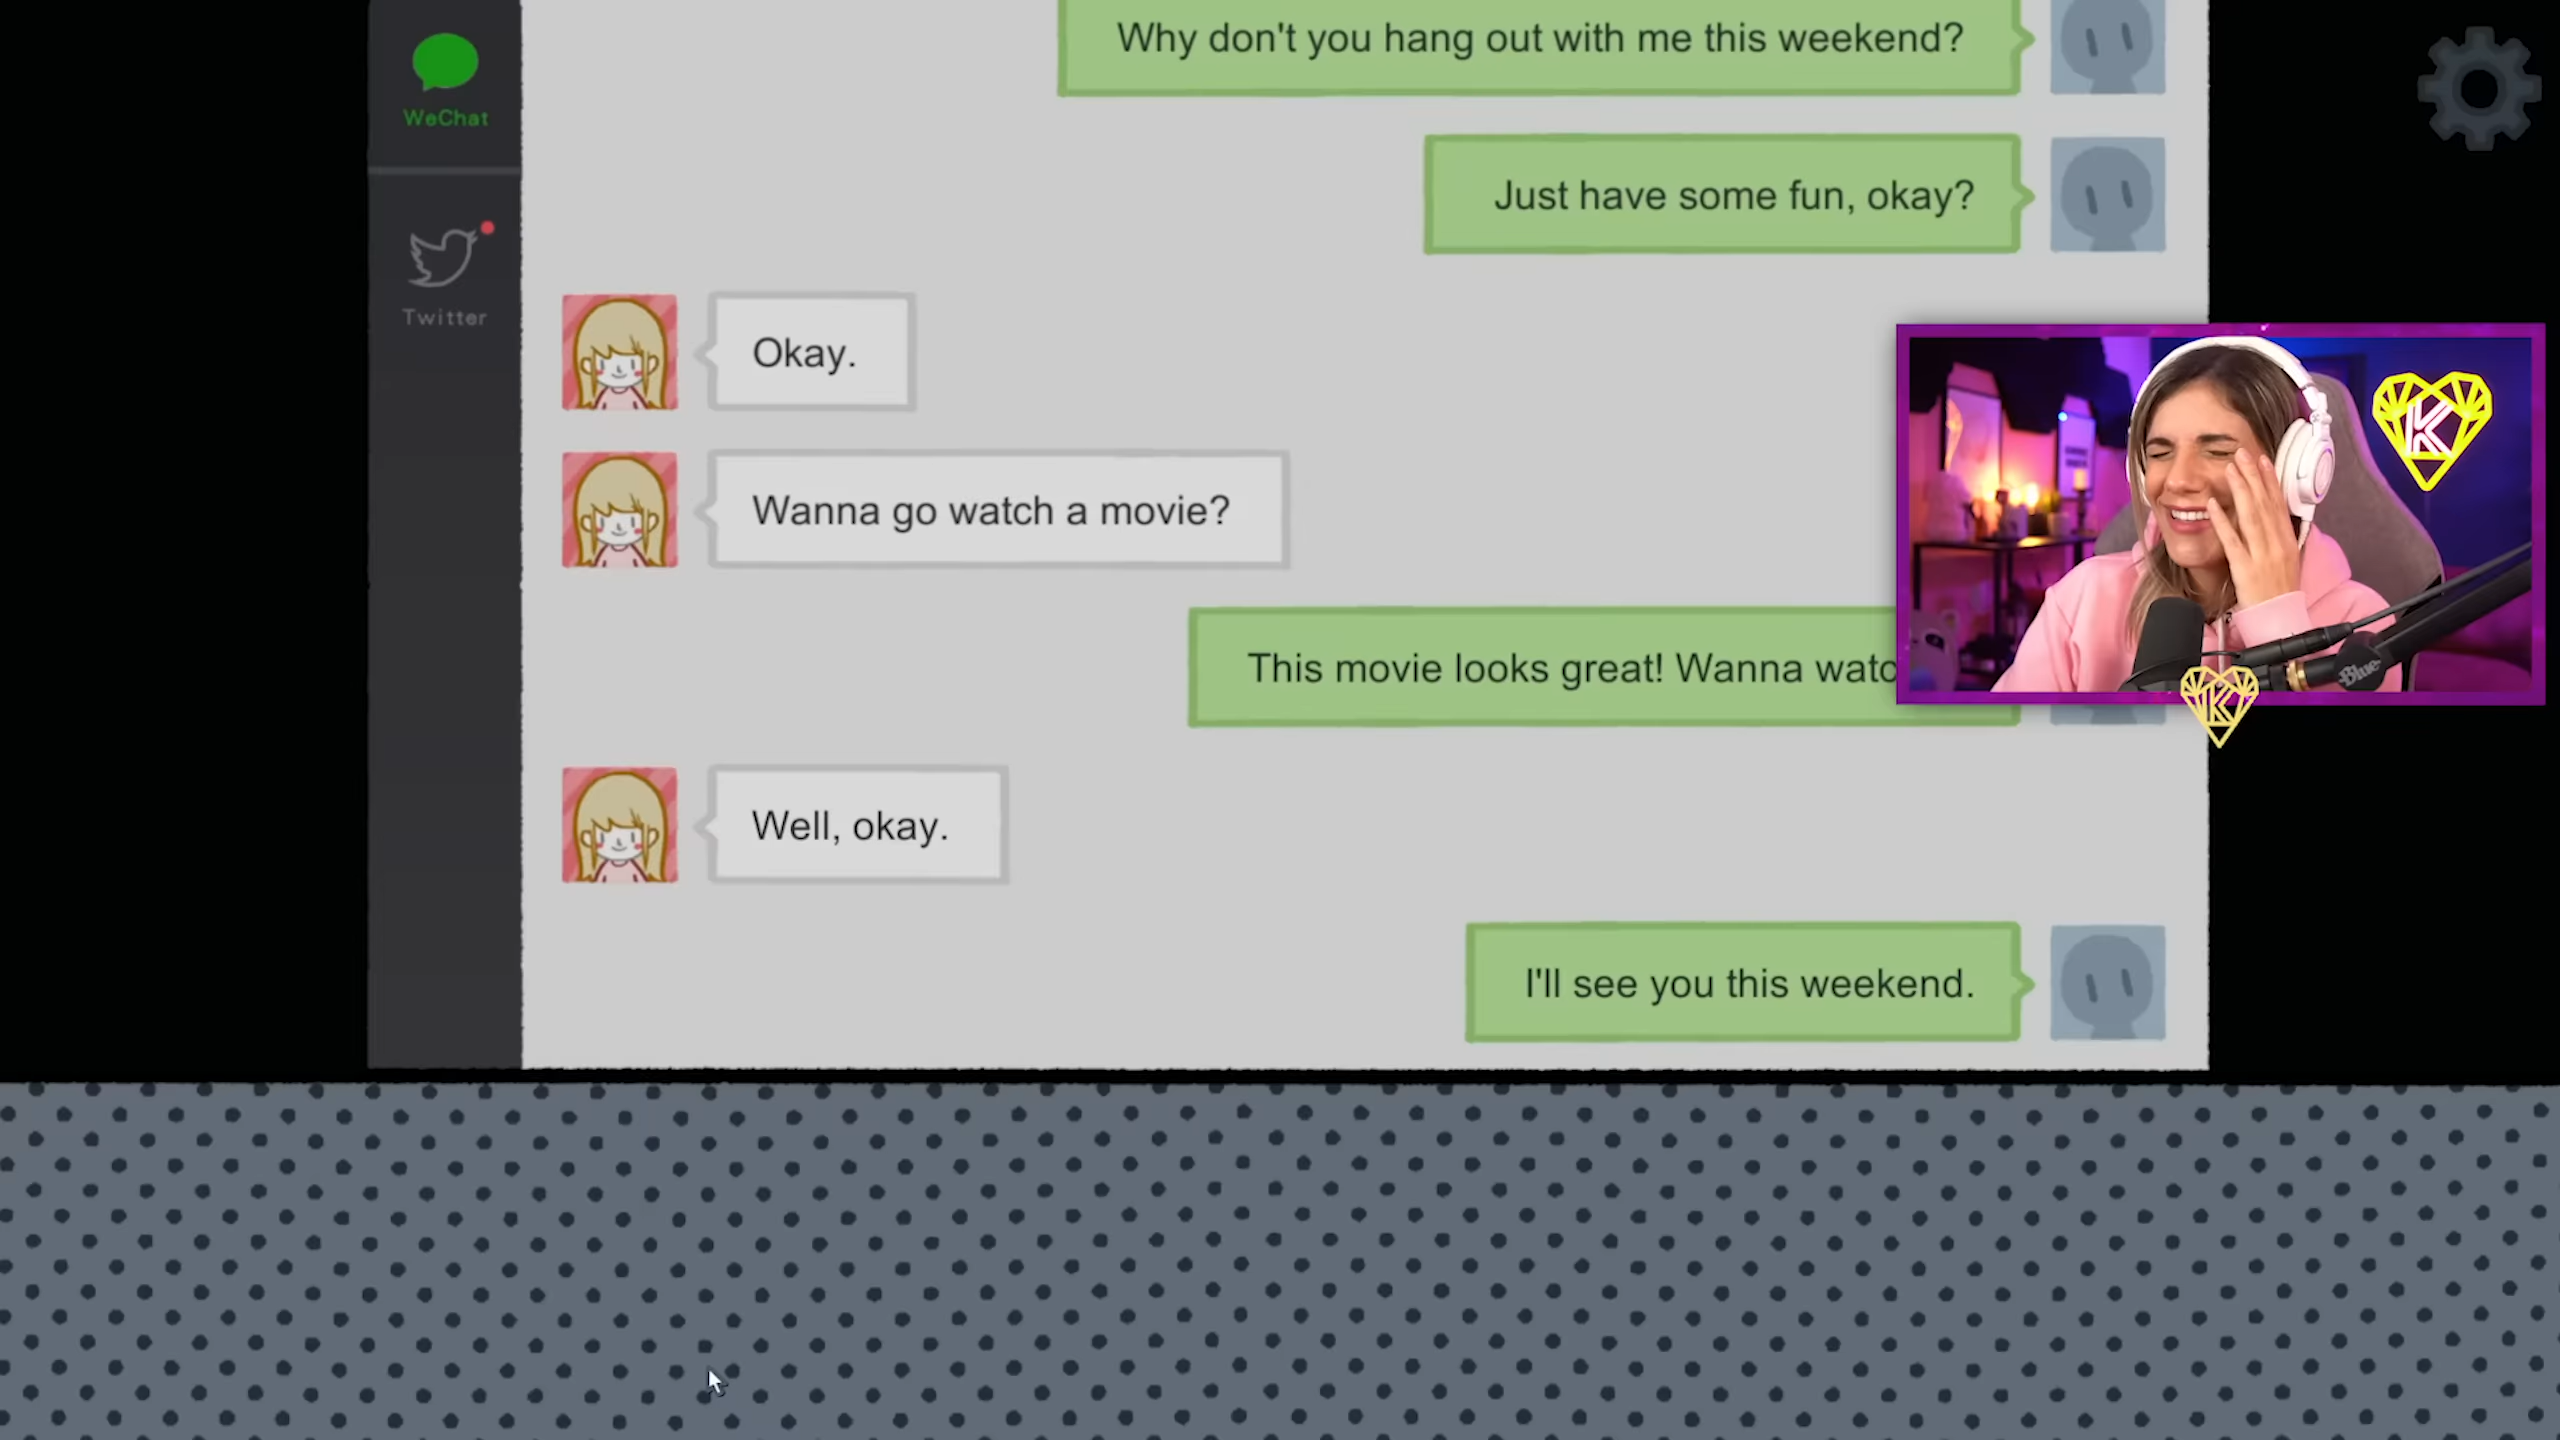 Why don't you hang out with me this weekend?
WeChat
Just have some fun, okay?
Twitter
Okay.
Wanna go watch a movie?
This movie looks great! Wanna
Well, okay.
I'll see you this weekend.
K
K
Blue